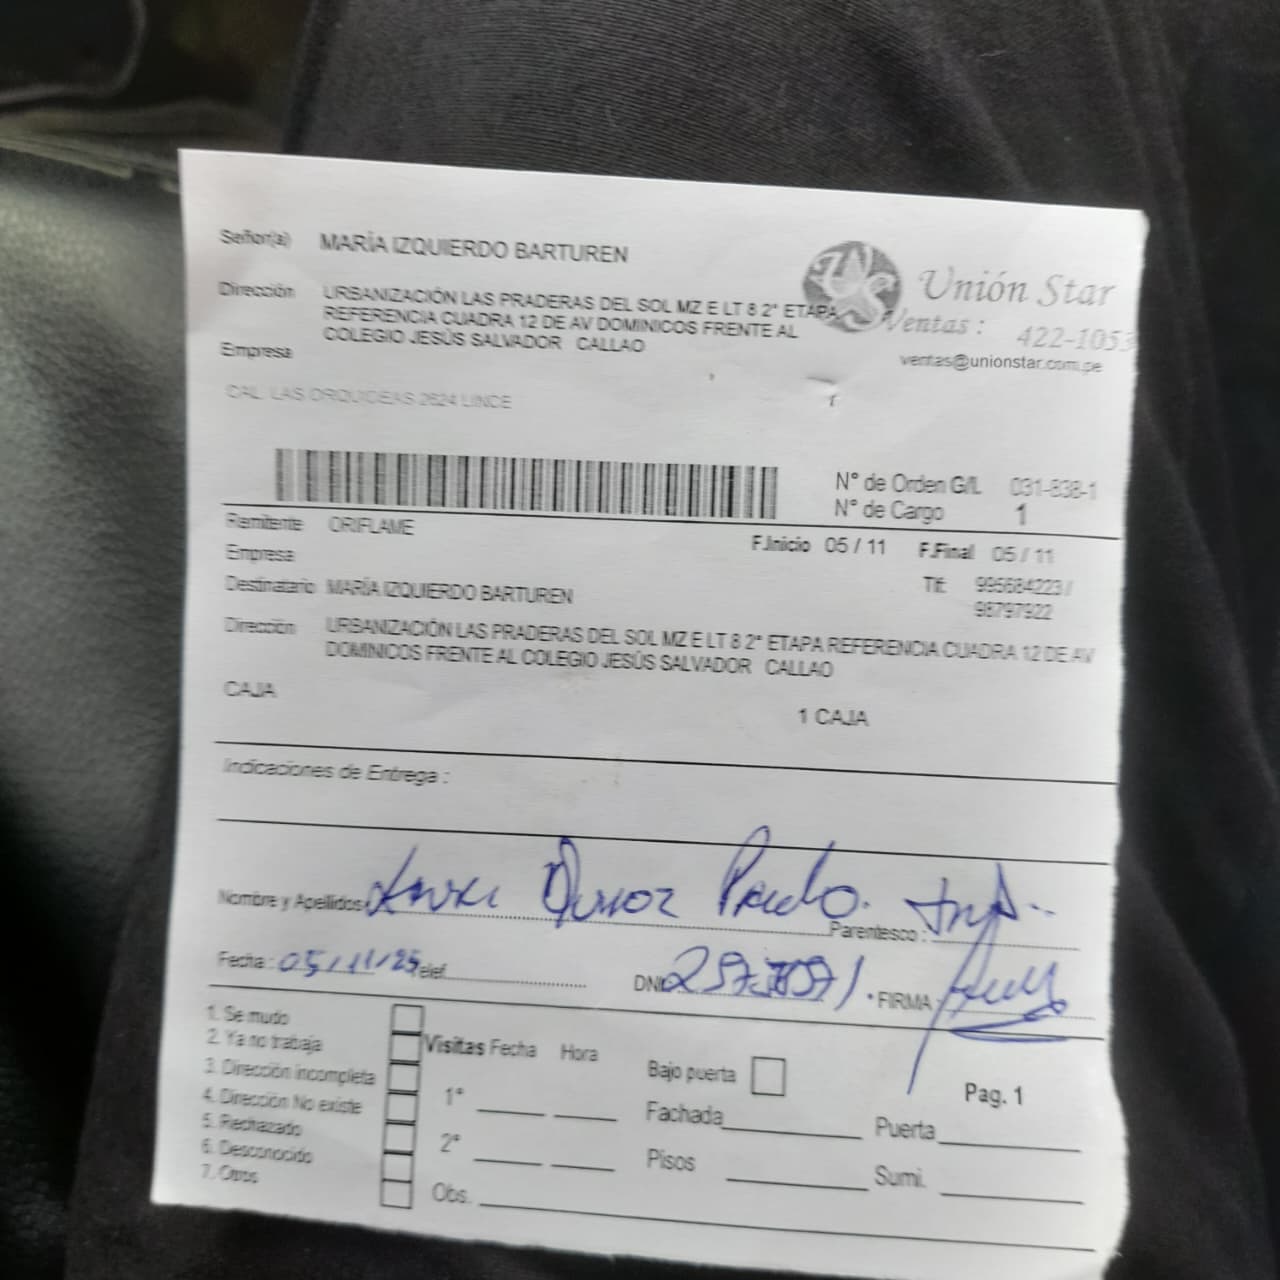 Señor(a) MARÍA IZQUIERDO BARTUREN
Dirección URBANIZACIÓN LAS PRADERAS DEL SOL MZ E LT 8 2° ETAPA
REFERENCIA CUADRA 12 DE AV DOMINICOS FRENTE AL
COLEGIO JESÚS SALVADOR CALLAO
Unión Star
Ventas : 422-1053
ventas@unionstar.com.pe
Empresa
CAL. LAS ORQUIDEAS 2624 LINCE
N° de Orden G/L 031-838-1
N° de Cargo 1
Remitente ORIFLAME
F.Inicio 05 / 11 F.Final 05 / 11
Empresa
Tlf: 995684223 /
98797922
Destinatario MARÍA IZQUIERDO BARTUREN
Dirección URBANIZACIÓN LAS PRADERAS DEL SOL MZ E LT 8 2° ETAPA REFERENCIA CUADRA 12 DE AV
DOMINICOS FRENTE AL COLEGIO JESÚS SALVADOR CALLAO
CAJA 1 CAJA
Indicaciones de Entrega :
Nombre y Apellidos Parentesco :
Fecha : 05/11/25 Telef. DNI FIRMA
1. Se mudo
2. Ya no trabaja
3. Dirección incompleta
4. Dirección No existe
5. Rechazado
6. Desconocido
7. Otros
Visitas Fecha Hora
1°
2°
Obs.
Bajo puerta
Fachada Puerta
Pisos Sumi.
Pag. 1